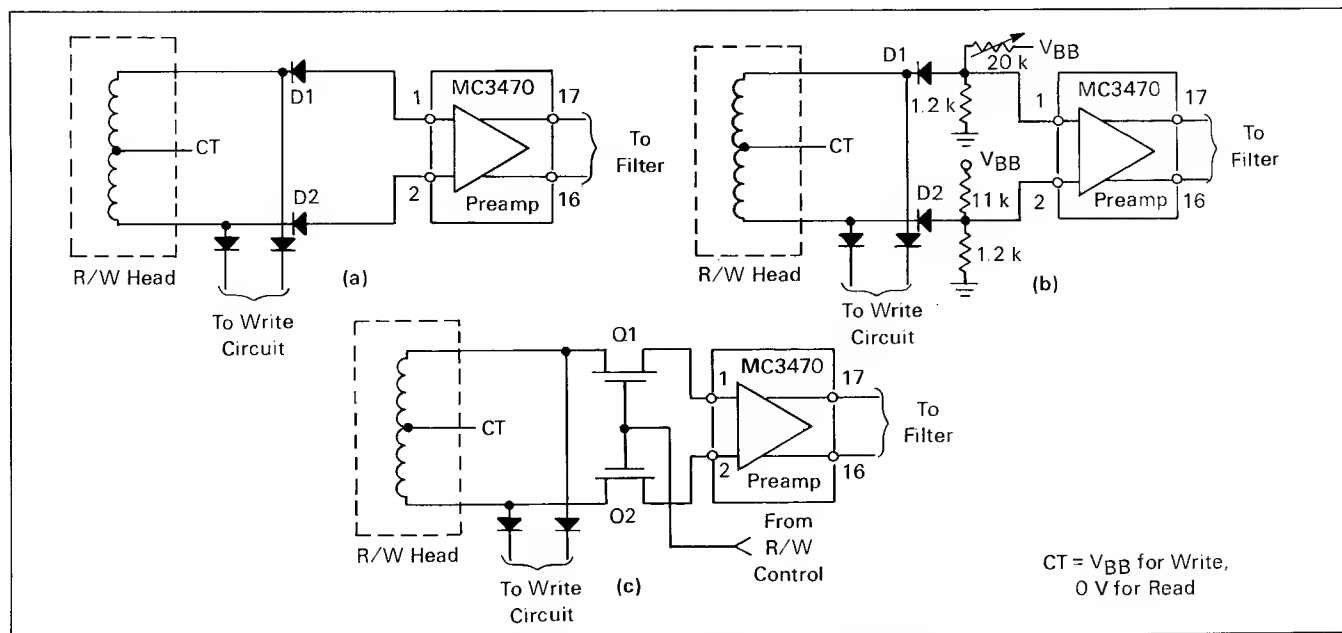 D1
MC3470
1
17
CT
To
Filter
D2
2
16
Preamp
R/W Head
(a)
To Write
Circuit
VBB
20 k
D1
1.2 k
MC3470
1
17
CT
VBB
To
Filter
D2
11 k
2
16
Preamp
1.2 k
R/W Head
(b)
To Write
Circuit
Q1
MC3470
1
17
CT
To
Filter
2
16
Preamp
Q2
From
R/W
Control
R/W Head
(c)
To Write
Circuit
CT = VBB for Write,
0 V for Read